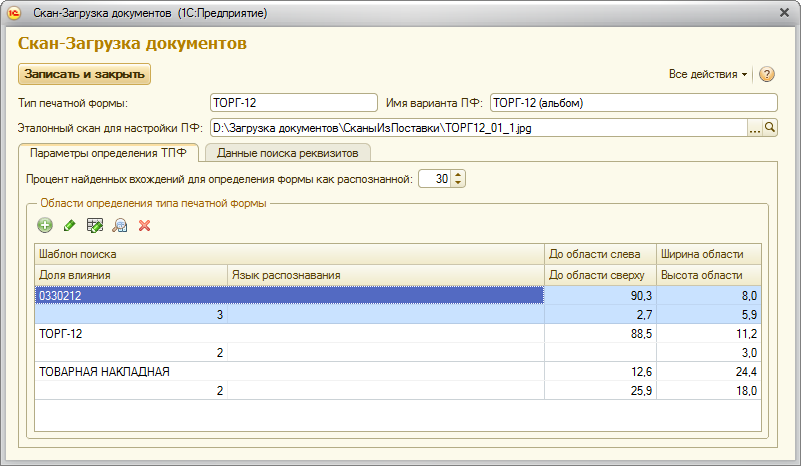 Скан-Загрузка документов (1С:Предприятие)
Скан-Загрузка документов
Записать и закрыть
Все действия
?
Тип печатной формы: ТОРГ-12 Имя варианта ПФ: ТОРГ-12 (альбом)
Эталонный скан для настройки ПФ: D:\Загрузка документов\СканыИзПоставки\ТОРГ12_01_1.jpg ...
Параметры определения ТПФ Данные поиска реквизитов
Процент найденных вхождений для определения формы как распознанной: 30
Области определения типа печатной формы
Шаблон поиска До области слева Ширина области
Доля влияния Язык распознавания До области сверху Высота области
0330212 90,3 8,0
3 2,7 5,9
ТОРГ-12 88,5 11,2
2 3,0
ТОВАРНАЯ НАКЛАДНАЯ 12,6 24,4
2 25,9 18,0